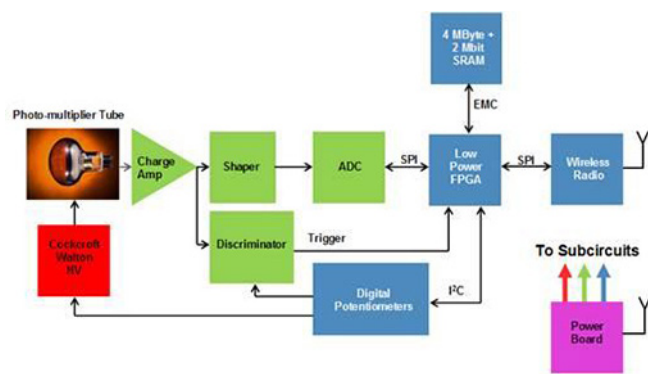 4 MByte +
2 Mbit
SRAM
EMC
Photo-multiplier Tube
Charge
Amp
Shaper
ADC
SPI
Low
Power
FPGA
SPI
Wireless
Radio
Discriminator
Trigger
Cockcroft
Walton
HV
Digital
Potentiometers
I²C
To Subcircuits
Power
Board